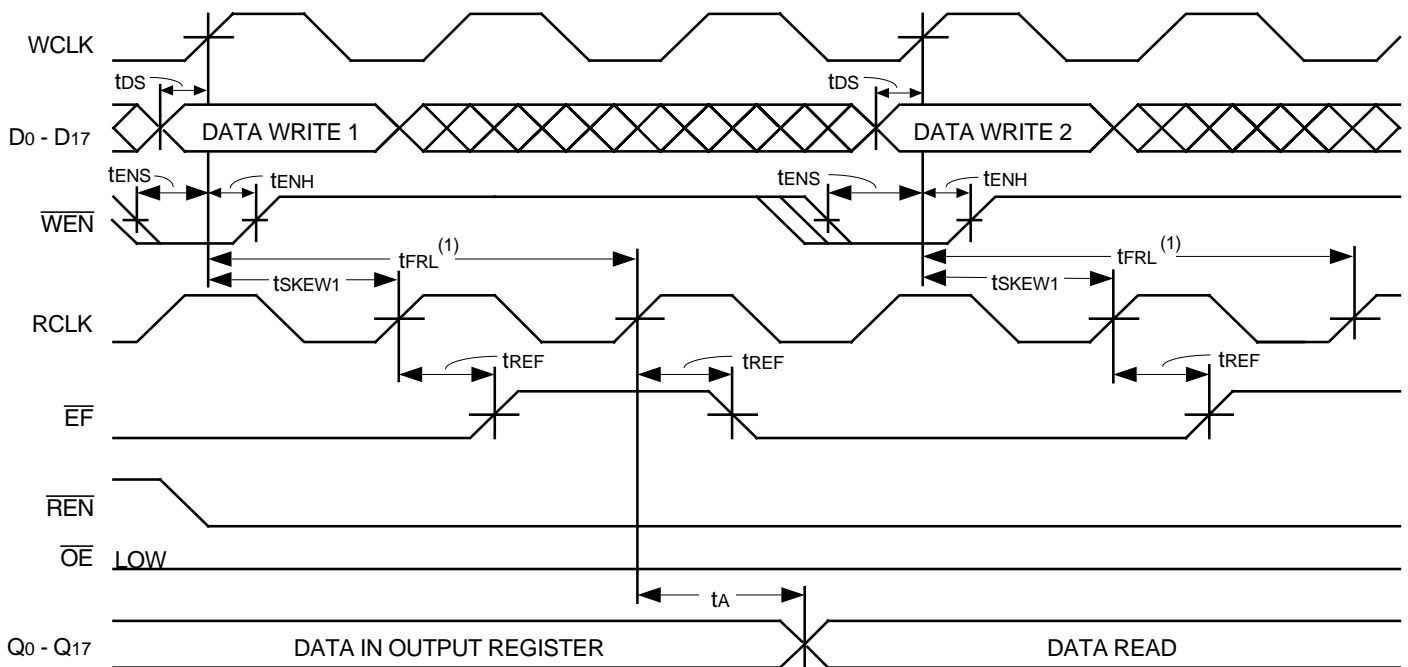 WCLK
tDS
tDS
D0 - D17
DATA WRITE 1
DATA WRITE 2
tENS
tENH
tENS
tENH
WEN
tFRL(1)
tFRL(1)
tSKEW1
tSKEW1
RCLK
tREF
tREF
tREF
EF
REN
OE
LOW
tA
Q0 - Q17
DATA IN OUTPUT REGISTER
DATA READ